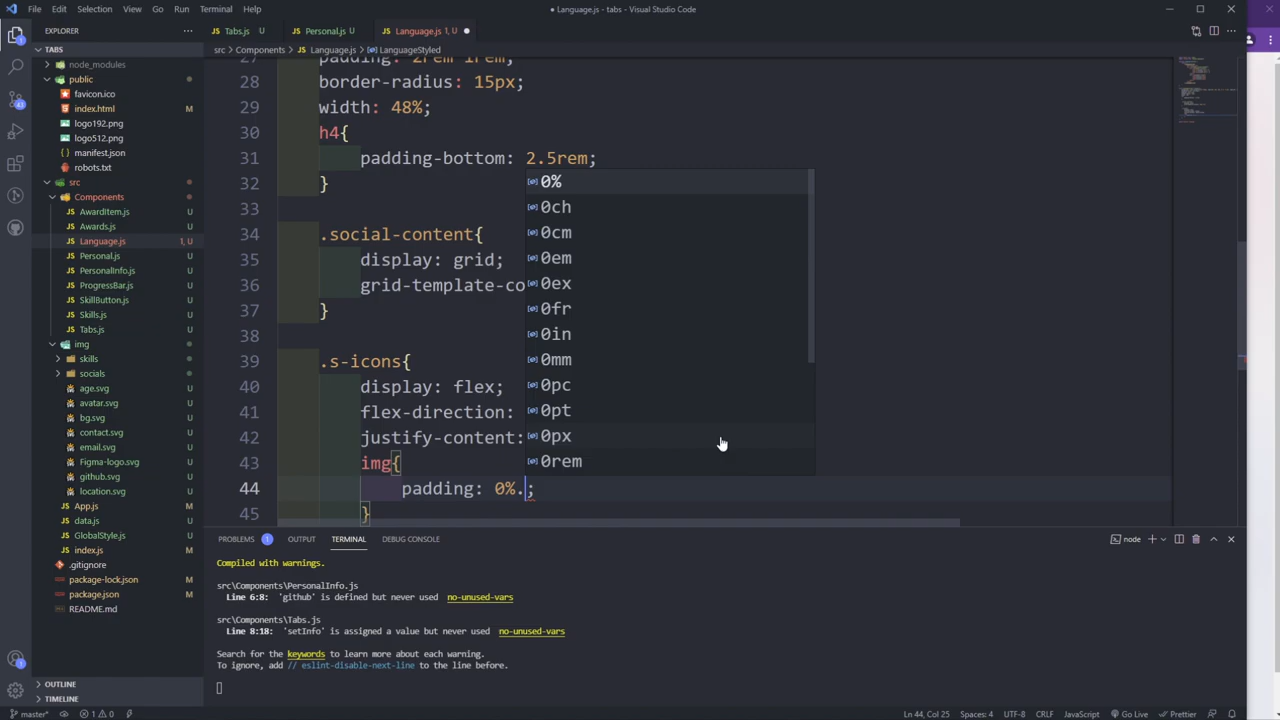 File Edit Selection View Go Run Terminal Help
● Language.js - tabs - Visual Studio Code
EXPLORER
TABS
node_modules
public
favicon.ico
index.html M
logo192.png
logo512.png
manifest.json
robots.txt
src
Components
AwardItem.js U
Awards.js U
Language.js 1, U
Personal.js U
PersonalInfo.js U
ProgressBar.js U
SkillButton.js U
Skills.js U
Tabs.js U
img
skills
socials
age.svg U
avatar.svg U
bg.svg U
contact.svg U
email.svg U
Figma-logo.svg U
github.svg U
location.svg U
App.js U
data.js U
GlobalStyle.js U
index.js M
.gitignore
package-lock.json M
package.json M
README.md
OUTLINE
TIMELINE
Tabs.js U Personal.js U Language.js 1, U
src > Components > Language.js > LanguageStyled
27 padding: 2rem 1rem;
28 border-radius: 15px;
29 width: 48%;
30 h4{
31 padding-bottom: 2.5rem;
32 }
33
34 .social-content{
35 display: grid;
36 grid-template-co
37 }
38
39 .s-icons{
40 display: flex;
41 flex-direction:
42 justify-content:
43 img{
44 padding: 0%.;
45 }
0%
0ch
0cm
0em
0ex
0fr
0in
0mm
0pc
0pt
0px
0rem
PROBLEMS 1 OUTPUT TERMINAL DEBUG CONSOLE
node
Compiled with warnings.
src\Components\PersonalInfo.js
Line 6:8: 'github' is defined but never used no-unused-vars
src\Components\Tabs.js
Line 8:18: 'setInfo' is assigned a value but never used no-unused-vars
Search for the keywords to learn more about each warning.
To ignore, add // eslint-disable-next-line to the line before.
master* 1 0 Ln 44, Col 25 Spaces: 4 UTF-8 CRLF JavaScript Go Live Prettier